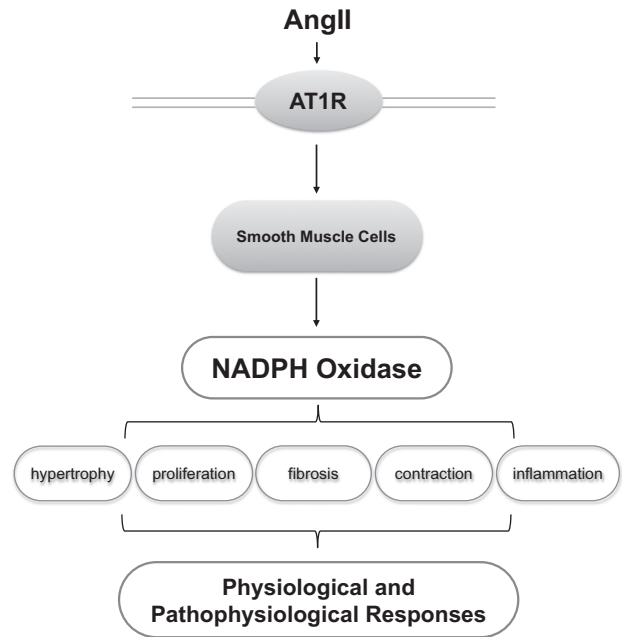 AngII
AT1R
Smooth Muscle Cells
NADPH Oxidase
hypertrophy proliferation fibrosis contraction inflammation
Physiological and
Pathophysiological Responses